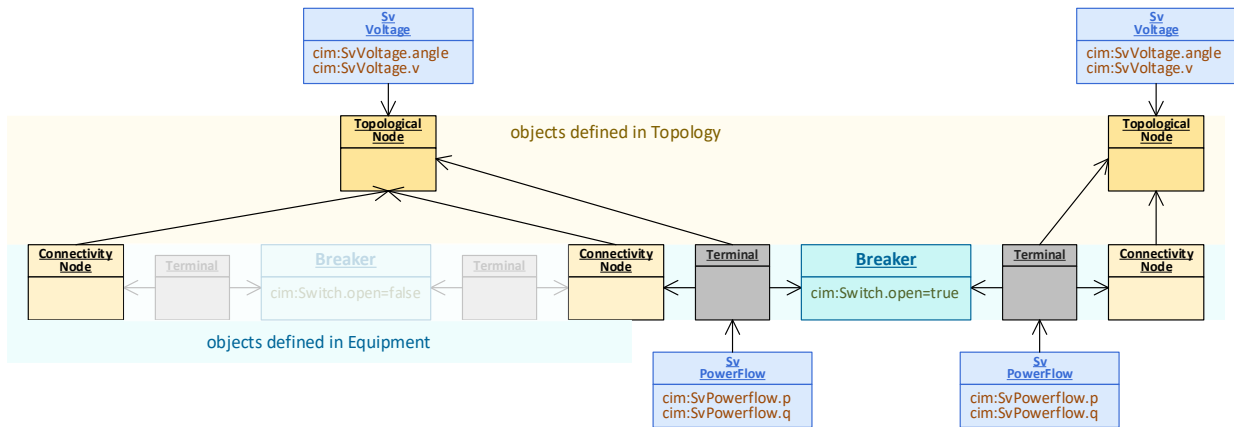 Sv
Voltage
cim:SvVoltage.angle
cim:SvVoltage.v
Sv
Voltage
cim:SvVoltage.angle
cim:SvVoltage.v
Topological
Node
objects defined in Topology
Topological
Node
Connectivity
Node
Terminal
Breaker
cim:Switch.open=false
Terminal
Connectivity
Node
Terminal
Breaker
cim:Switch.open=true
Terminal
Connectivity
Node
objects defined in Equipment
Sv
PowerFlow
cim:SvPowerflow.p
cim:SvPowerflow.q
Sv
PowerFlow
cim:SvPowerflow.p
cim:SvPowerflow.q